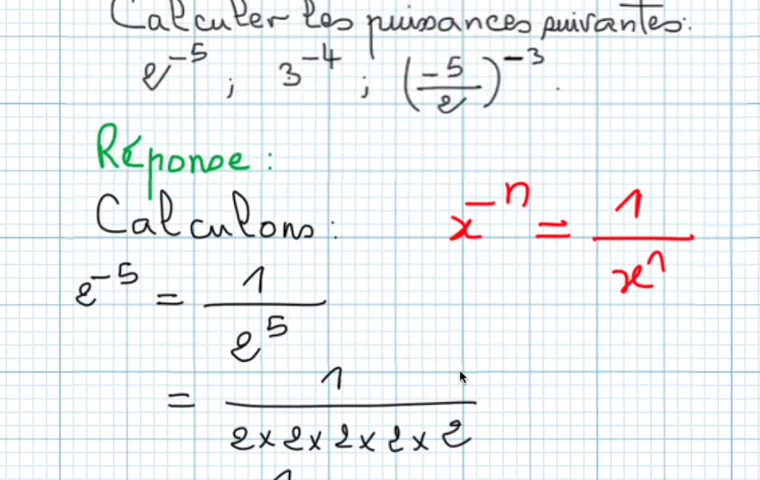 Calculer les puissances suivantes:
2^-5 ; 3^-4 ; (-5/2)^-3.
Réponse :
Calculons :
x^-n = 1/x^n
2^-5 = 1/2^5
= 1/(2×2×2×2×2)
1